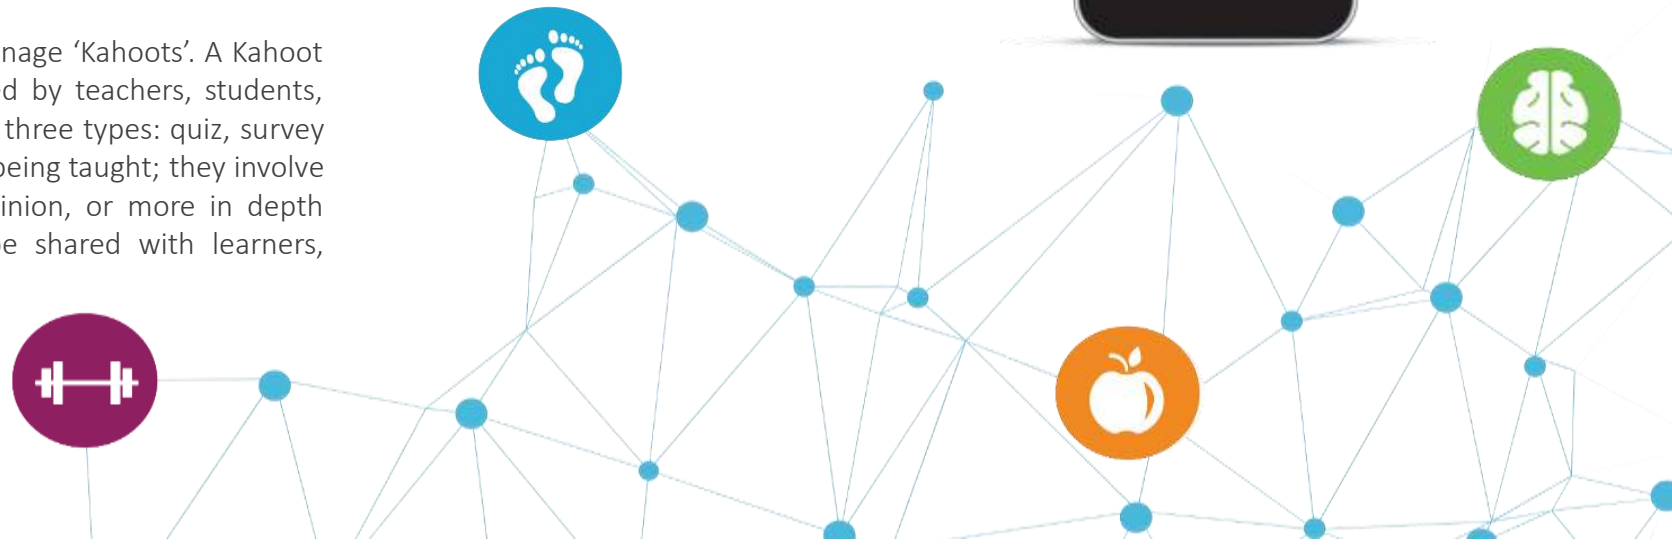 nage ‘Kahoots’. A Kahoot
d by teachers, students,
three types: quiz, survey
being taught; they involve
inion, or more in depth
be shared with learners,